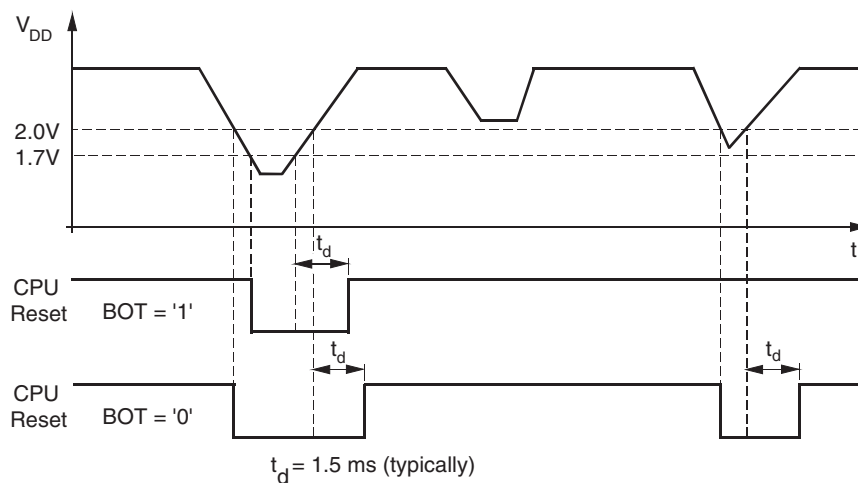 V_DD
2.0V
1.7V
t
t_d
CPU
Reset
BOT = '1'
t_d
t_d
CPU
Reset
BOT = '0'
t_d = 1.5 ms (typically)